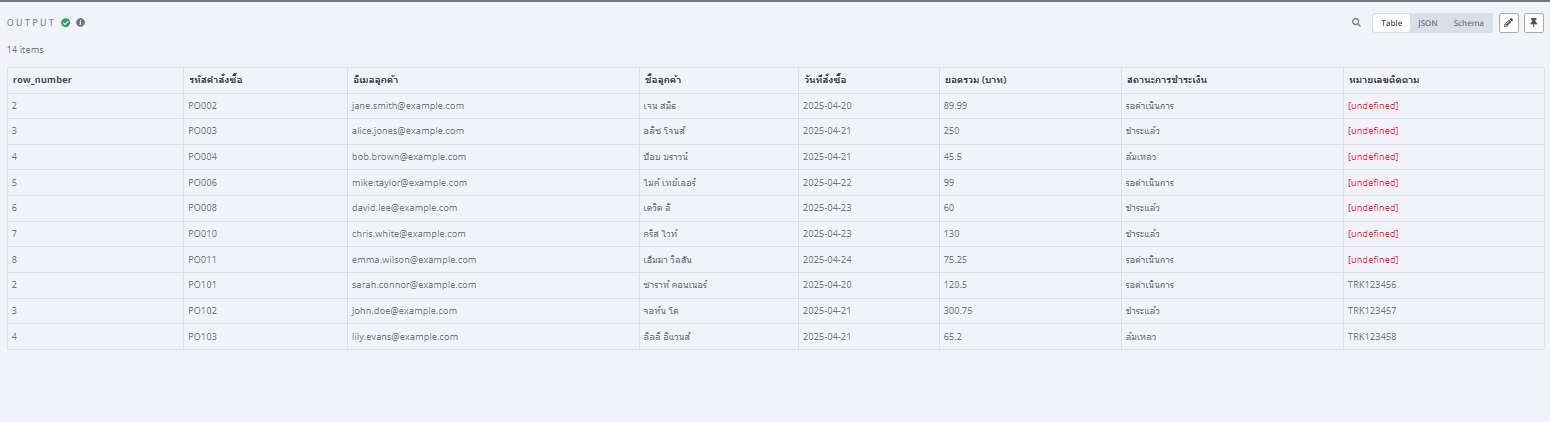 OUTPUT
Table JSON Schema
14 items
row_number รหัสคำสั่งซื้อ อีเมลลูกค้า ชื่อลูกค้า วันที่สั่งซื้อ ยอดรวม (บาท) สถานะการชำระเงิน หมายเลขติดตาม
2 PO002 jane.smith@example.com เจน สมิธ 2025-04-20 89.99 รอดำเนินการ [undefined]
3 PO003 alice.jones@example.com อลิซ โจนส์ 2025-04-21 250 ชำระแล้ว [undefined]
4 PO004 bob.brown@example.com บ๊อบ บราวน์ 2025-04-21 45.5 ล้มเหลว [undefined]
5 PO006 mike.taylor@example.com ไมค์ เทย์เลอร์ 2025-04-22 99 รอดำเนินการ [undefined]
6 PO008 david.lee@example.com เดวิด ลี 2025-04-23 60 ชำระแล้ว [undefined]
7 PO010 chris.white@example.com คริส ไวท์ 2025-04-23 130 ชำระแล้ว [undefined]
8 PO011 emma.wilson@example.com เอ็มมา วิลสัน 2025-04-24 75.25 รอดำเนินการ [undefined]
2 PO101 sarah.connor@example.com ซาราห์ คอนเนอร์ 2025-04-20 120.5 รอดำเนินการ TRK123456
3 PO102 john.doe@example.com จอห์น โด 2025-04-21 300.75 ชำระแล้ว TRK123457
4 PO103 lily.evans@example.com ลิลลี่ อีแวนส์ 2025-04-21 65.2 ล้มเหลว TRK123458